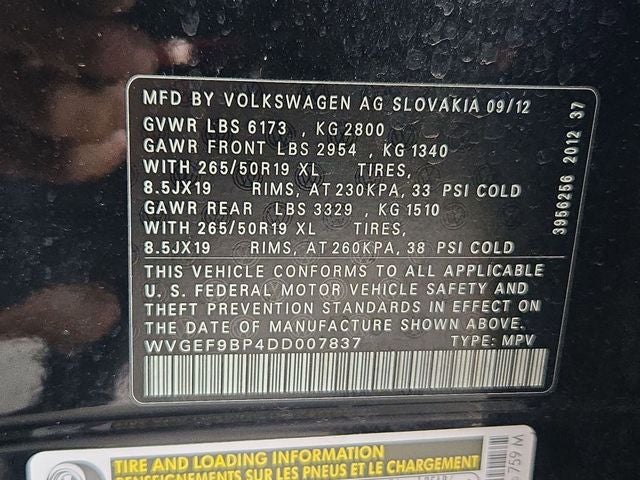 MFD BY VOLKSWAGEN AG SLOVAKIA 09/12
GVWR LBS 6173 , KG 2800
GAWR FRONT LBS 2954 , KG 1340
WITH 265/50R19 XL TIRES,
8.5JX19 RIMS, AT 230KPA, 33 PSI COLD
GAWR REAR LBS 3329 , KG 1510
WITH 265/50R19 XL TIRES,
8.5JX19 RIMS, AT 260KPA, 38 PSI COLD
THIS VEHICLE CONFORMS TO ALL APPLICABLE
U. S. FEDERAL MOTOR VEHICLE SAFETY AND
THEFT PREVENTION STANDARDS IN EFFECT ON
THE DATE OF MANUFACTURE SHOWN ABOVE.
WVGEF9BP4DD007837 TYPE: MPV
3956256 2012 37
TIRE AND LOADING INFORMATION
RENSEIGNEMENTS SUR LES PNEUS ET LE CHARGEMENT
759 M